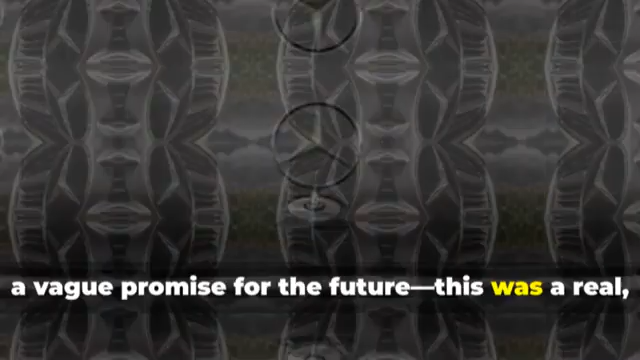 a vague promise for the future—this was a real,